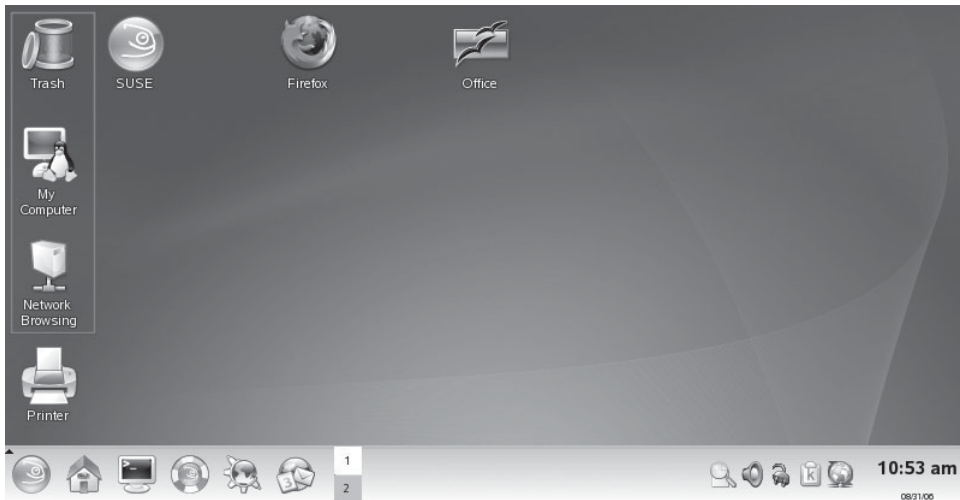 Trash
SUSE
Firefox
Office
My
Computer
Network
Browsing
Printer
1
2
10:53 am
08/31/06